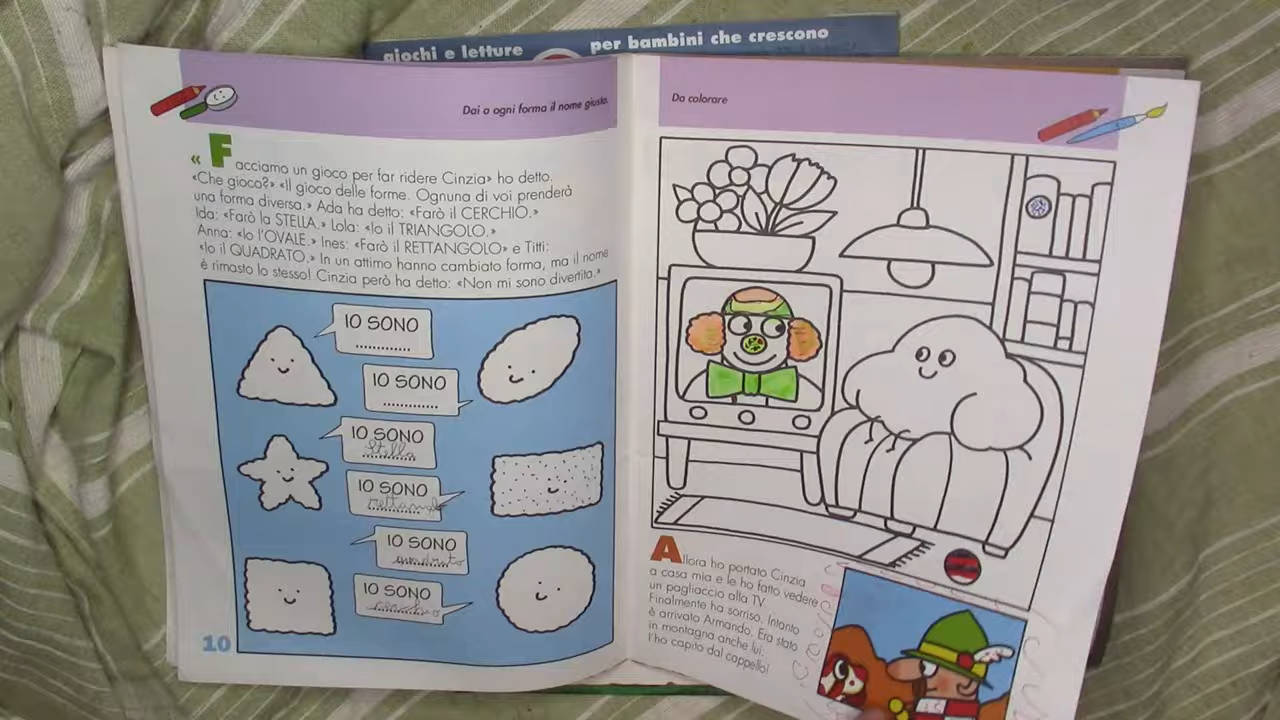 giochi e letture per bambini che crescono
Dai a ogni forma il nome giusto.
« Facciamo un gioco per far ridere Cinzia» ho detto.
«Che gioco?» «Il gioco delle forme. Ognuna di voi prenderà
una forma diversa.» Ada ha detto: «Farò il CERCHIO.»
Ida: «Farò la STELLA.» Lola: «Io il TRIANGOLO.»
Anna: «Io l'OVALE.» Ines: «Farò il RETTANGOLO» e Titti:
«Io il QUADRATO.» In un attimo hanno cambiato forma, ma il nome
è rimasto lo stesso! Cinzia però ha detto: «Non mi sono divertita.»
IO SONO
.............
IO SONO
.............
IO SONO
stella
IO SONO
IO SONO
IO SONO
10
Da colorare
Allora ho portato Cinzia
a casa mia e le ho fatto vedere
un pagliaccio alla TV.
Finalmente ha sorriso. Intanto
è arrivato Armando. Era stato
in montagna anche lui:
l'ho capito dal cappello!